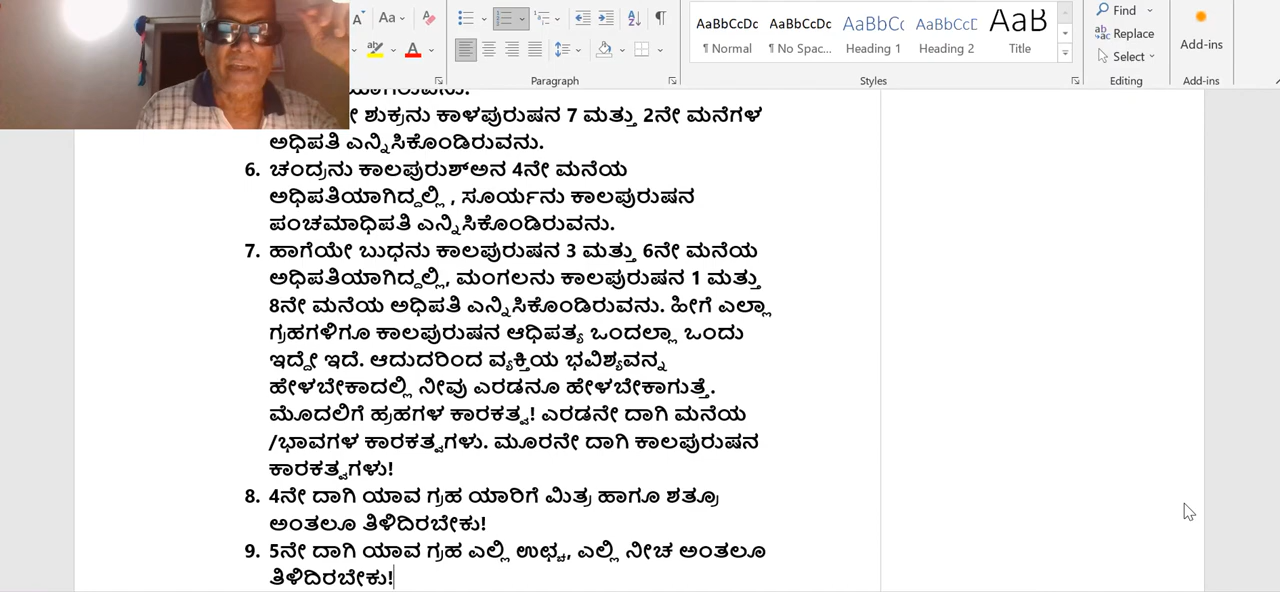 Aa
Find
AaBbCcDc AaBbCcDc AaBbCc AaBbCcD AaB
Replace
Add-ins
¶ Normal ¶ No Spac... Heading 1 Heading 2 Title
Select
Paragraph Styles Editing Add-ins
ಶುಕ್ರನು ಕಾಳಪುರುಷನ 7 ಮತ್ತು 2ನೇ ಮನೆಗಳ
ಅಧಿಪತಿ ಎನ್ನಿಸಿಕೊಂಡಿರುವನು.
6. ಚಂದ್ರನು ಕಾಲಪುರುಶ್ಅನ 4ನೇ ಮನೆಯ
ಅಧಿಪತಿಯಾಗಿದ್ದಲ್ಲಿ , ಸೂರ್ಯನು ಕಾಲಪುರುಷನ
ಪಂಚಮಾಧಿಪತಿ ಎನ್ನಿಸಿಕೊಂಡಿರುವನು.
7. ಹಾಗೆಯೇ ಬುಧನು ಕಾಲಪುರುಷನ 3 ಮತ್ತು 6ನೇ ಮನೆಯ
ಅಧಿಪತಿಯಾಗಿದ್ದಲ್ಲಿ, ಮಂಗಲನು ಕಾಲಪುರುಷನ 1 ಮತ್ತು
8ನೇ ಮನೆಯ ಅಧಿಪತಿ ಎನ್ನಿಸಿಕೊಂಡಿರುವನು. ಹೀಗೆ ಎಲ್ಲಾ
ಗ್ರಹಗಳಿಗೂ ಕಾಲಪುರುಷನ ಆಧಿಪತ್ಯ ಒಂದಲ್ಲಾ ಒಂದು
ಇದ್ದೇ ಇದೆ. ಆದುದರಿಂದ ವ್ಯಕ್ತಿಯ ಭವಿಶ್ಯವನ್ನ
ಹೇಳಬೇಕಾದಲ್ಲಿ ನೀವು ಎರಡನೂ ಹೇಳಬೇಕಾಗುತ್ತೆ.
ಮೊದಲಿಗೆ ಹ್ರಹಗಳ ಕಾರಕತ್ವ! ಎರಡನೇ ದಾಗಿ ಮನೆಯ
/ಭಾವಗಳ ಕಾರಕತ್ವಗಳು. ಮೂರನೇ ದಾಗಿ ಕಾಲಪುರುಷನ
ಕಾರಕತ್ವಗಳು!
8. 4ನೇ ದಾಗಿ ಯಾವ ಗ್ರಹ ಯಾರಿಗೆ ಮಿತ್ರ ಹಾಗೂ ಶತ್ರೂ
ಅಂತಲೂ ತಿಳಿದಿರಬೇಕು!
9. 5ನೇ ದಾಗಿ ಯಾವ ಗ್ರಹ ಎಲ್ಲಿ ಉಛ್ಚ, ಎಲ್ಲಿ ನೀಚ ಅಂತಲೂ
ತಿಳಿದಿರಬೇಕು!